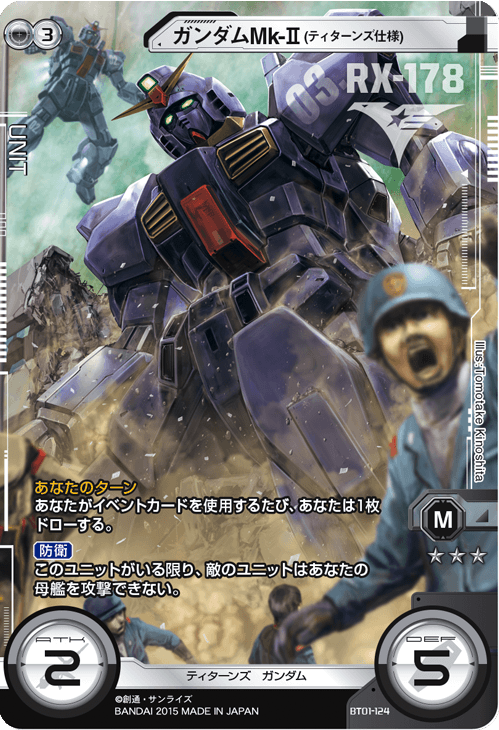 3
ガンダムMk-II(ティターンズ仕様)
03 RX-178
UNIT
Illus:Tomotake Kinoshita
あなたのターン
あなたがイベントカードを使用するたび、あなたは1枚
ドローする。
防衛
このユニットがいる限り、敵のユニットはあなたの
母艦を攻撃できない。
M
★★★
ATK
2
DEF
5
ティターンズ ガンダム
©創通・サンライズ
BANDAI 2015 MADE IN JAPAN
BT01-124